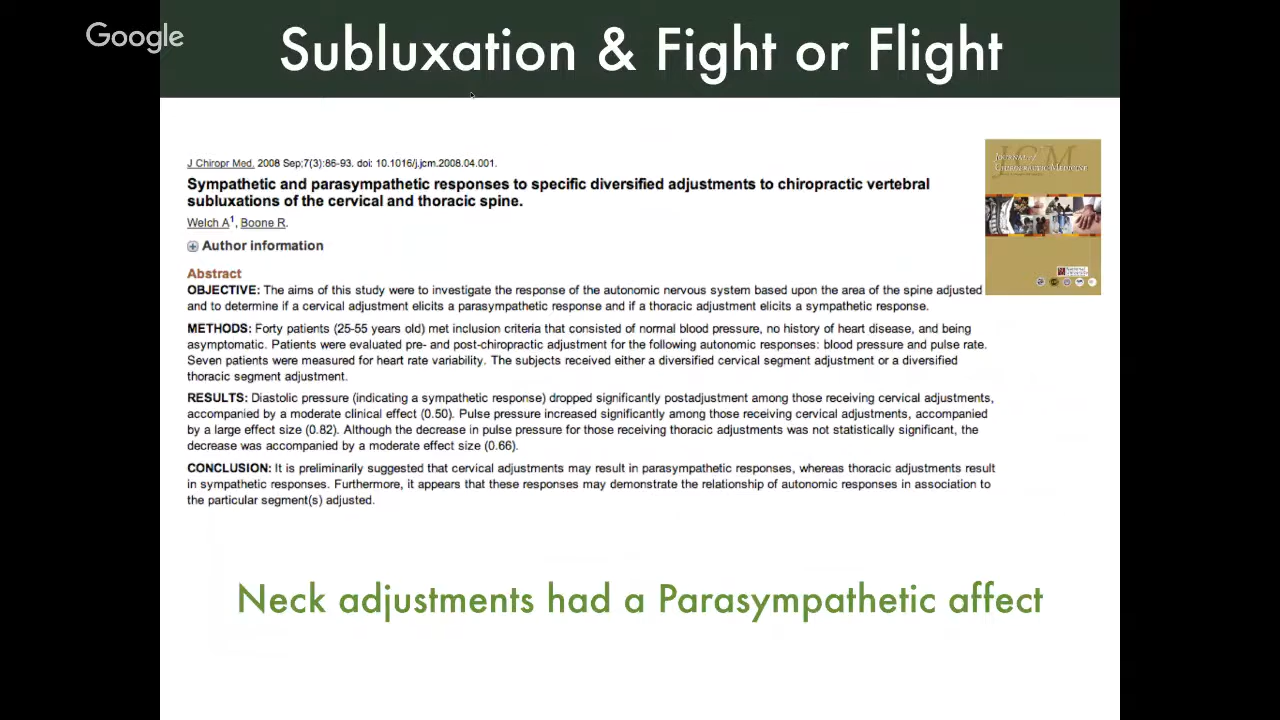 Google
Subluxation & Fight or Flight
J Chiropr Med. 2008 Sep;7(3):86-93. doi: 10.1016/j.jcm.2008.04.001.
Sympathetic and parasympathetic responses to specific diversified adjustments to chiropractic vertebral
subluxations of the cervical and thoracic spine.
Welch A1, Boone R.
Author information
Abstract
OBJECTIVE: The aims of this study were to investigate the response of the autonomic nervous system based upon the area of the spine adjusted
and to determine if a cervical adjustment elicits a parasympathetic response and if a thoracic adjustment elicits a sympathetic response.
METHODS: Forty patients (25-55 years old) met inclusion criteria that consisted of normal blood pressure, no history of heart disease, and being
asymptomatic. Patients were evaluated pre- and post-chiropractic adjustment for the following autonomic responses: blood pressure and pulse rate.
Seven patients were measured for heart rate variability. The subjects received either a diversified cervical segment adjustment or a diversified
thoracic segment adjustment.
RESULTS: Diastolic pressure (indicating a sympathetic response) dropped significantly postadjustment among those receiving cervical adjustments,
accompanied by a moderate clinical effect (0.50). Pulse pressure increased significantly among those receiving cervical adjustments, accompanied
by a large effect size (0.82). Although the decrease in pulse pressure for those receiving thoracic adjustments was not statistically significant, the
decrease was accompanied by a moderate effect size (0.66).
CONCLUSION: It is preliminarily suggested that cervical adjustments may result in parasympathetic responses, whereas thoracic adjustments result
in sympathetic responses. Furthermore, it appears that these responses may demonstrate the relationship of autonomic responses in association to
the particular segment(s) adjusted.
JCM
Journal of
Chiropractic Medicine
Neck adjustments had a Parasympathetic affect